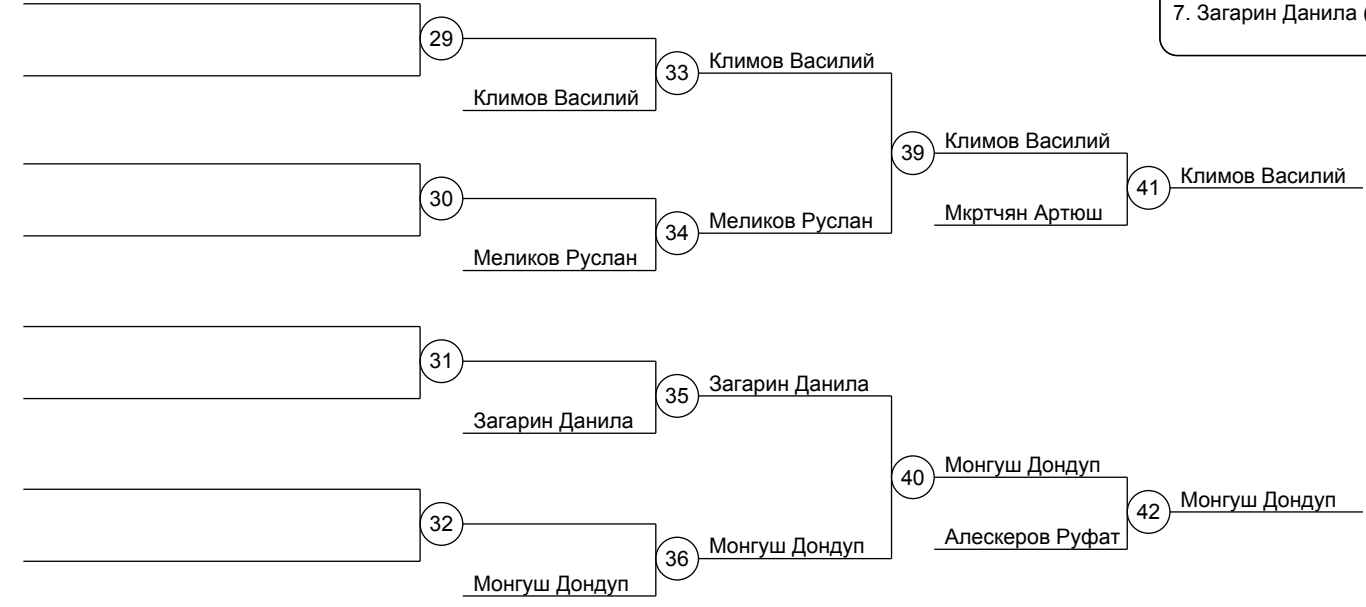 7. Загарин Данила (
29
33
Климов Василий
Климов Василий
39
Климов Василий
41
Климов Василий
30
34
Меликов Руслан
Мкртчян Артюш
Меликов Руслан
31
35
Загарин Данила
Загарин Данила
40
Монгуш Дондуп
42
Монгуш Дондуп
32
36
Монгуш Дондуп
Алескеров Руфат
Монгуш Дондуп